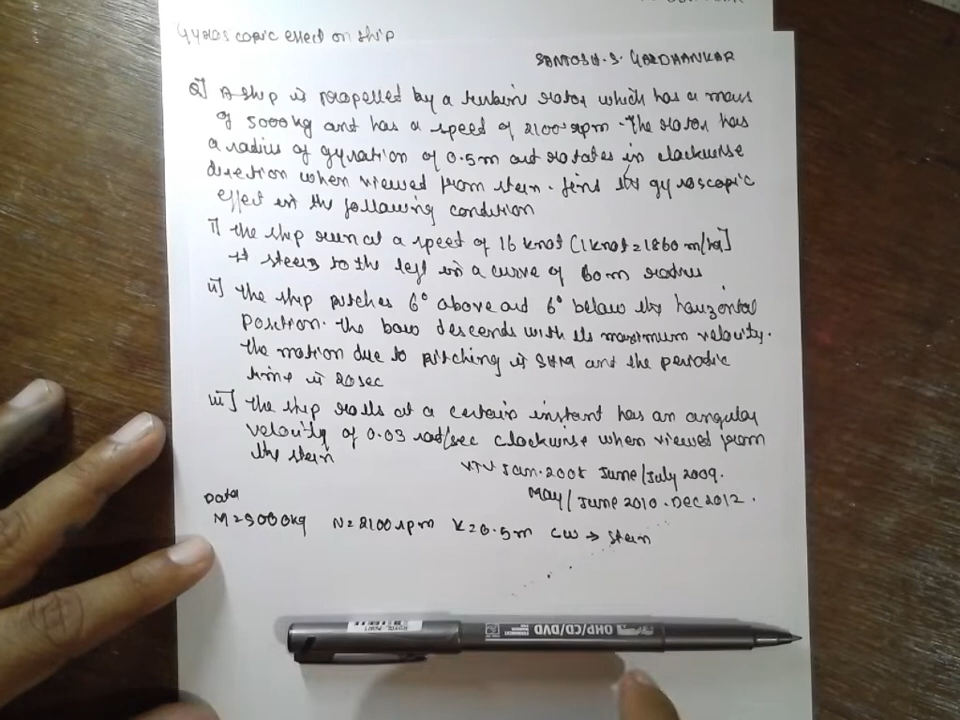 Gyroscopic effect on ship
SANTOSH.S. GARDHANKAR
Q] A ship is propelled by a turbine rotor which has a mass
of 5000kg and has a speed of 2100 rpm. The rotor has
a radius of gyration of 0.5m and rotates in clockwise
direction when viewed from stern. find the gyroscopic
effect in the following condition
i] the ship run at a speed of 16 knot (1 knot = 1860 m/hr]
It steers to the left in a curve of 60m radius
ii] the ship pitches 6° above and 6° below the horizontal
position. the bow descends with its maximum velocity.
the motion due to pitching is SHM and the periodic
time is 20sec
iii] the ship rolls at a certain instant has an angular
velocity of 0.03 rad/sec clockwise when viewed from
the stern
VTU Jan. 2008 June/July 2009.
May/June 2010. Dec 2012.
Data
M=5000kg N=2100 rpm K=0.5m CW → stern
OHP/CD/DVD